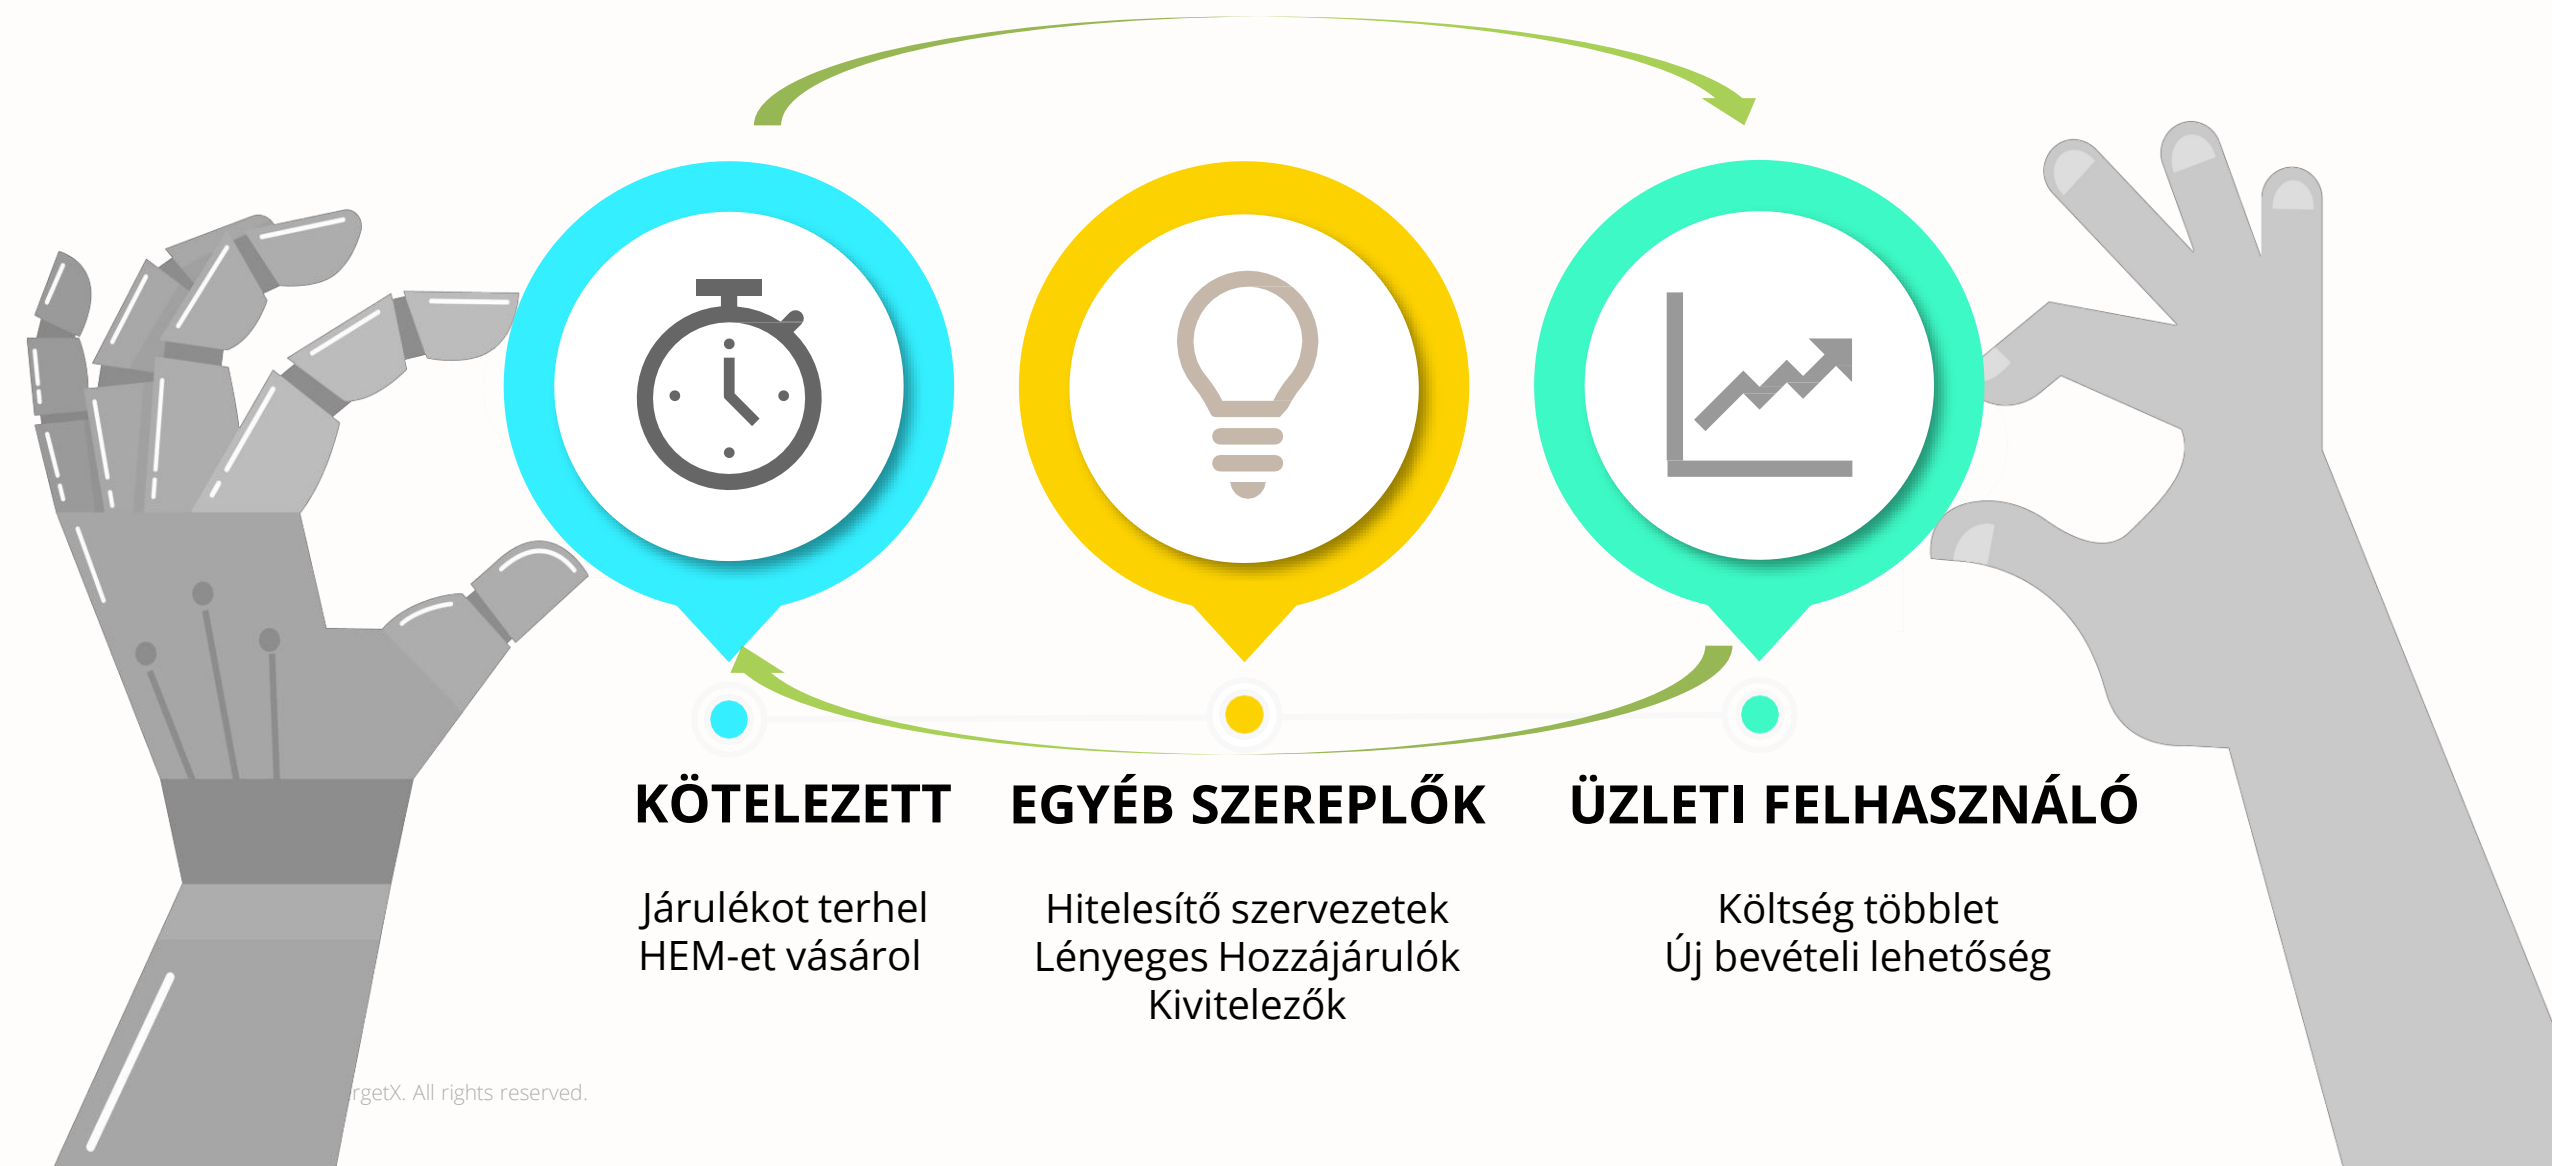 KÖTELEZETT
Járulékot terhel
HEM-et vásárol
EGYÉB SZEREPLŐK
Hitelesítő szervezetek
Lényeges Hozzájárulók
Kivitelezők
ÜZLETI FELHASZNÁLÓ
Költség többlet
Új bevételi lehetőség
All rights reserved.